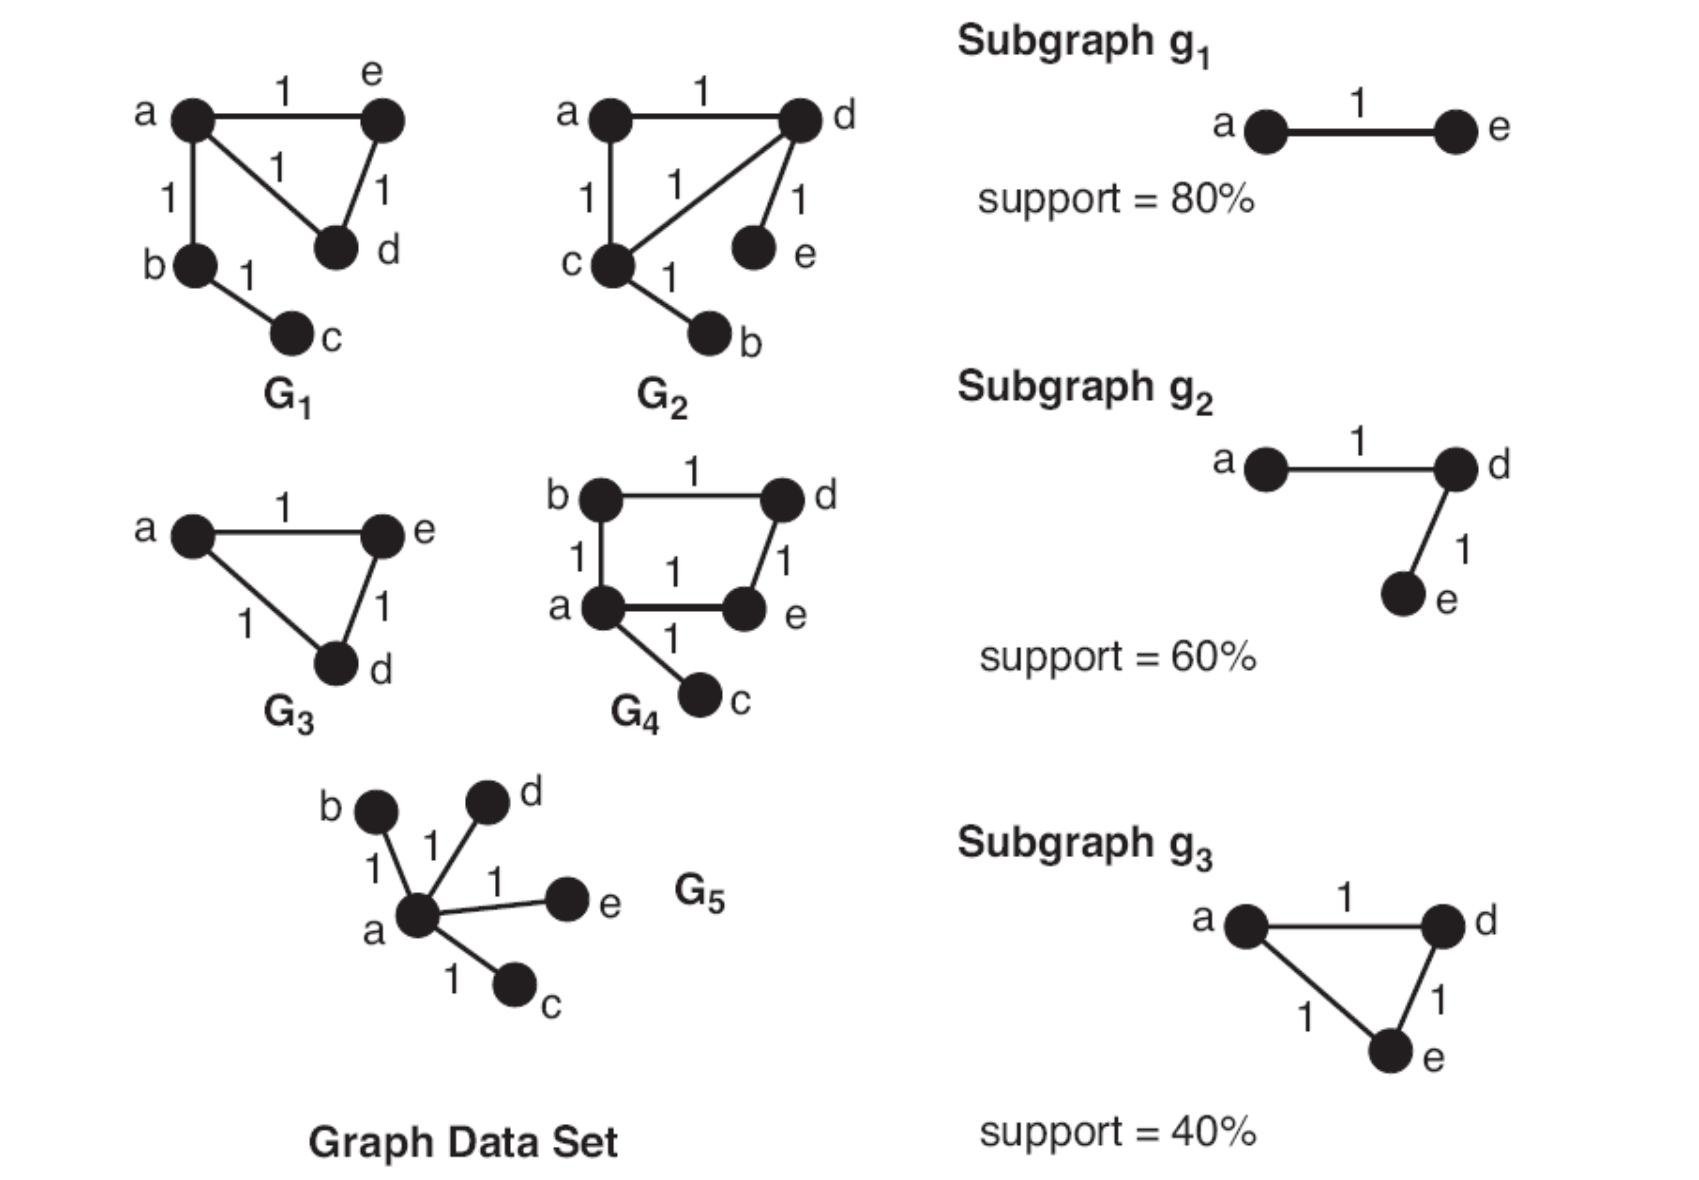 a 1 e
1 1 1
b 1 d
c
G1
a 1 d
1 1 1
c 1 e
b
G2
a 1 e
1 1
d
G3
b 1 d
1 1 1
a e
1
c
G4
b d
1 1
1 e
a
1 c
G5
Graph Data Set
Subgraph g1
a 1 e
support = 80%
Subgraph g2
a 1 d
1
e
support = 60%
Subgraph g3
a 1 d
1 1
e
support = 40%